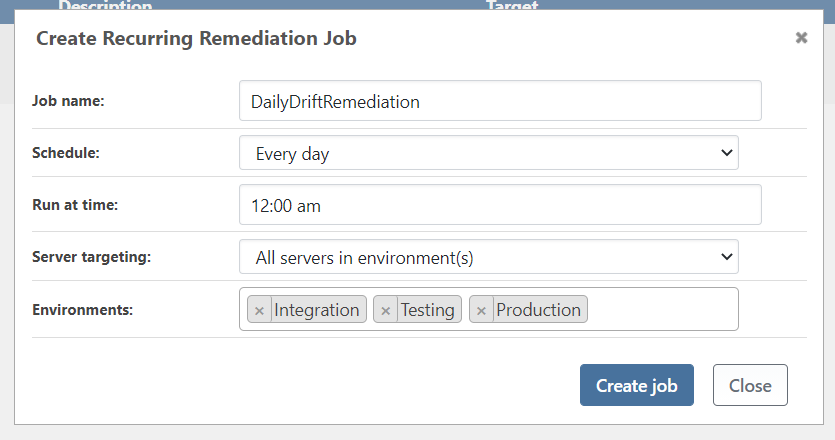 Description Target
Create Recurring Remediation Job ×
Job name: DailyDriftRemediation
Schedule: Every day
Run at time: 12:00 am
Server targeting: All servers in environment(s)
Environments: × Integration × Testing × Production
Create job Close